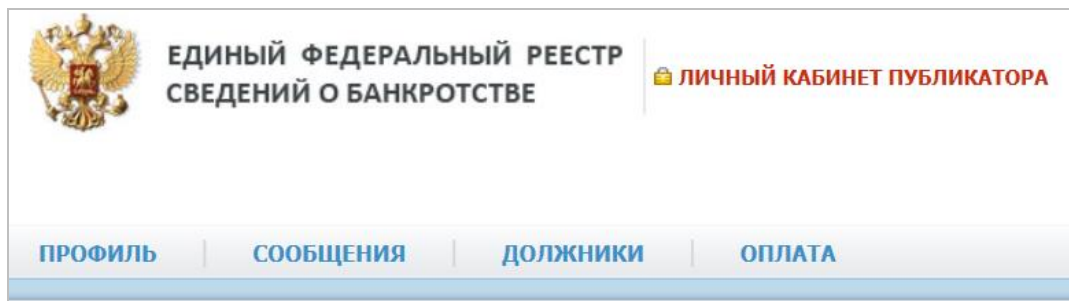 ЕДИНЫЙ ФЕДЕРАЛЬНЫЙ РЕЕСТР
СВЕДЕНИЙ О БАНКРОТСТВЕ
ЛИЧНЫЙ КАБИНЕТ ПУБЛИКАТОРА
ПРОФИЛЬ СООБЩЕНИЯ ДОЛЖНИКИ ОПЛАТА